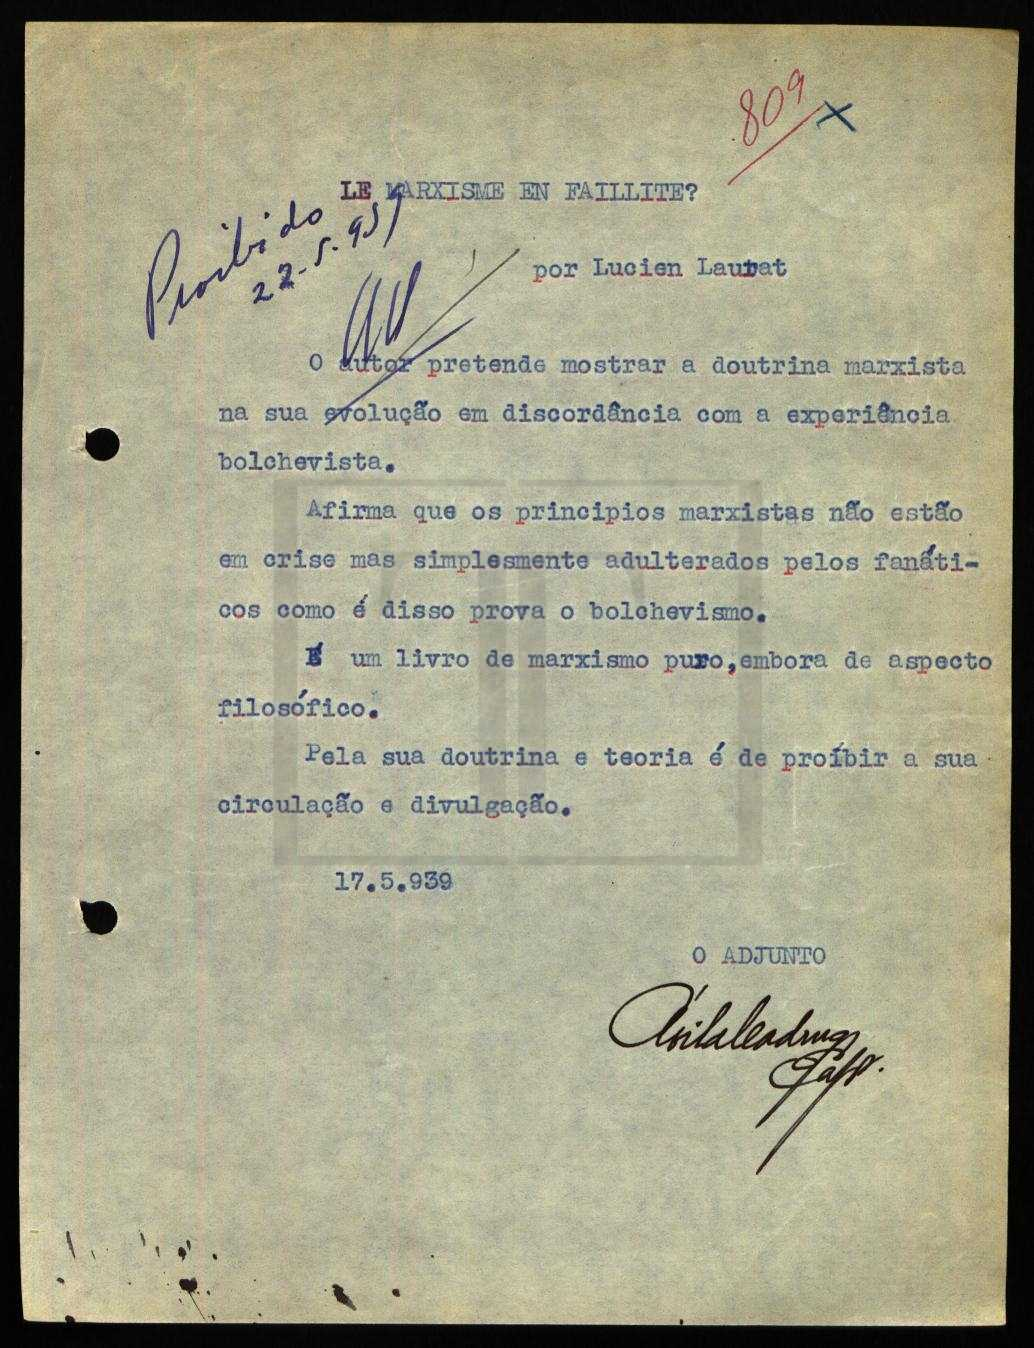 809
LE MARXISME EN FAILLITE?
Proibido
22-5-939
por Lucien Laurat
O autor pretende mostrar a doutrina marxista
na sua evolução em discordância com a experiência
bolchevista.
Afirma que os principios marxistas não estão
em crise mas simplesmente adulterados pelos fanáti-
cos como é disso prova o bolchevismo.
É um livro de marxismo puro,embora de aspecto
filosófico.
Pela sua doutrina e teoria é de proíbir a sua
circulação e divulgação.
17.5.939
O ADJUNTO